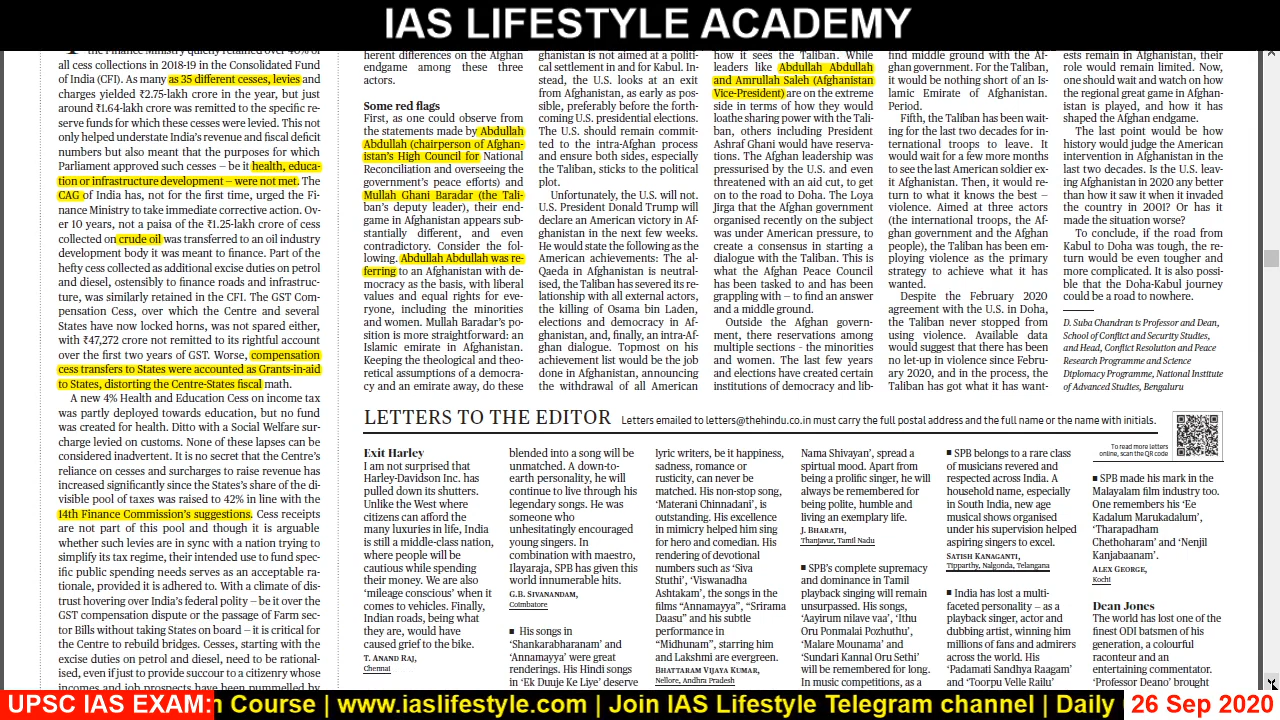 IAS LIFESTYLE ACADEMY
the Finance Ministry quietly retained over 40% of
all cess collections in 2018-19 in the Consolidated Fund
of India (CFI). As many as 35 different cesses, levies and
charges yielded ₹2.75-lakh crore in the year, but just
around ₹1.64-lakh crore was remitted to the specific re-
serve funds for which these cesses were levied. This not
only helped understate India's revenue and fiscal deficit
numbers but also meant that the purposes for which
Parliament approved such cesses – be it health, educa-
tion or infrastructure development – were not met. The
CAG of India has, not for the first time, urged the Fi-
nance Ministry to take immediate corrective action. Ov-
er 10 years, not a paisa of the ₹1.25-lakh crore of cess
collected on crude oil was transferred to an oil industry
development body it was meant to finance. Part of the
hefty cess collected as additional excise duties on petrol
and diesel, ostensibly to finance roads and infrastruc-
ture, was similarly retained in the CFI. The GST Com-
pensation Cess, over which the Centre and several
States have now locked horns, was not spared either,
with ₹47,272 crore not remitted to its rightful account
over the first two years of GST. Worse, compensation
cess transfers to States were accounted as Grants-in-aid
to States, distorting the Centre-States fiscal math.
A new 4% Health and Education Cess on income tax
was partly deployed towards education, but no fund
was created for health. Ditto with a Social Welfare sur-
charge levied on customs. None of these lapses can be
considered inadvertent. It is no secret that the Centre's
reliance on cesses and surcharges to raise revenue has
increased significantly since the States's share of the di-
visible pool of taxes was raised to 42% in line with the
14th Finance Commission's suggestions. Cess receipts
are not part of this pool and though it is arguable
whether such levies are in sync with a nation trying to
simplify its tax regime, their intended use to fund spec-
ific public spending needs serves as an acceptable ra-
tionale, provided it is adhered to. With a climate of dis-
trust hovering over India's federal polity – be it over the
GST compensation dispute or the passage of Farm sec-
tor Bills without taking States on board – it is critical for
the Centre to rebuild bridges. Cesses, starting with the
excise duties on petrol and diesel, need to be rational-
ised, even if just to provide succour to a citizenry whose
incomes and job prospects have been pummelled by
herent differences on the Afghan
endgame among these three
actors.
Some red flags
First, as one could observe from
the statements made by Abdullah
Abdullah (chairperson of Afghan-
istan's High Council for National
Reconciliation and overseeing the
government's peace efforts) and
Mullah Ghani Baradar (the Tali-
ban's deputy leader), their end-
game in Afghanistan appears sub-
stantially different, and even
contradictory. Consider the fol-
lowing. Abdullah Abdullah was re-
ferring to an Afghanistan with de-
mocracy as the basis, with liberal
values and equal rights for eve-
ryone, including the minorities
and women. Mullah Baradar's po-
sition is more straightforward: an
Islamic emirate in Afghanistan.
Keeping the theological and theo-
retical assumptions of a democra-
cy and an emirate away, do these
ghanistan is not aimed at a politi-
cal settlement in and for Kabul. In-
stead, the U.S. looks at an exit
from Afghanistan, as early as pos-
sible, preferably before the forth-
coming U.S. presidential elections.
The U.S. should remain commit-
ted to the intra-Afghan process
and ensure both sides, especially
the Taliban, sticks to the political
plot.
Unfortunately, the U.S. will not.
U.S. President Donald Trump will
declare an American victory in Af-
ghanistan in the next few weeks.
He would state the following as the
American achievements: The al-
Qaeda in Afghanistan is neutral-
ised, the Taliban has severed its re-
lationship with all external actors,
the killing of Osama bin Laden,
elections and democracy in Af-
ghanistan, and, finally, an intra-Af-
ghan dialogue. Topmost on his
achievement list would be the job
done in Afghanistan, announcing
the withdrawal of all American
how it sees the Taliban. While
leaders like Abdullah Abdullah
and Amrullah Saleh (Afghanistan
Vice-President) are on the extreme
side in terms of how they would
loathe sharing power with the Tali-
ban, others including President
Ashraf Ghani would have reserva-
tions. The Afghan leadership was
pressurised by the U.S. and even
threatened with an aid cut, to get
on to the road to Doha. The Loya
Jirga that the Afghan government
organised recently on the subject
was under American pressure, to
create a consensus in starting a
dialogue with the Taliban. This is
what the Afghan Peace Council
has been tasked to and has been
grappling with – to find an answer
and a middle ground.
Outside the Afghan govern-
ment, there reservations among
multiple sections - the minorities
and women. The last few years
and elections have created certain
institutions of democracy and lib-
find middle ground with the Af-
ghan government. For the Taliban,
it would be nothing short of an Is-
lamic Emirate of Afghanistan.
Period.
Fifth, the Taliban has been wait-
ing for the last two decades for in-
ternational troops to leave. It
would wait for a few more months
to see the last American soldier ex-
it Afghanistan. Then, it would re-
turn to what it knows the best –
violence. Aimed at three actors
(the international troops, the Af-
ghan government and the Afghan
people), the Taliban has been em-
ploying violence as the primary
strategy to achieve what it has
wanted.
Despite the February 2020
agreement with the U.S. in Doha,
the Taliban never stopped from
using violence. Available data
would suggest that there has been
no let-up in violence since Febru-
ary 2020, and in the process, the
Taliban has got what it has want-
ests remain in Afghanistan, their
role would remain limited. Now,
one should wait and watch on how
the regional great game in Afghan-
istan is played, and how it has
shaped the Afghan endgame.
The last point would be how
history would judge the American
intervention in Afghanistan in the
last two decades. Is the U.S. leav-
ing Afghanistan in 2020 any better
than how it saw it when it invaded
the country in 2001? Or has it
made the situation worse?
To conclude, if the road from
Kabul to Doha was tough, the re-
turn would be even tougher and
more complicated. It is also possi-
ble that the Doha-Kabul journey
could be a road to nowhere.
D. Suba Chandran is Professor and Dean,
School of Conflict and Security Studies,
and Head, Conflict Resolution and Peace
Research Programme and Science
Diplomacy Programme, National Institute
of Advanced Studies, Bengaluru
LETTERS TO THE EDITOR Letters emailed to letters@thehindu.co.in must carry the full postal address and the full name or the name with initials.
To read more letters
online, scan the QR code
Exit Harley
I am not surprised that
Harley-Davidson Inc. has
pulled down its shutters.
Unlike the West where
citizens can afford the
many luxuries in life, India
is still a middle-class nation,
where people will be
cautious while spending
their money. We are also
'mileage conscious' when it
comes to vehicles. Finally,
Indian roads, being what
they are, would have
caused grief to the bike.
T. ANAND RAJ,
Chennai
blended into a song will be
unmatched. A down-to-
earth personality, he will
continue to live through his
legendary songs. He was
someone who
unhesitatingly encouraged
young singers. In
combination with maestro,
Ilayaraja, SPB has given this
world innumerable hits.
G.B. SIVANANDAM,
Coimbatore
■ His songs in
'Shankarabharanam' and
'Annamayya' were great
renderings. His Hindi songs
in 'Ek Duuje Ke Liye' deserve
lyric writers, be it happiness,
sadness, romance or
rusticity, can never be
matched. His non-stop song,
'Materani Chinnadani', is
outstanding. His excellence
in mimicry helped him sing
for hero and comedian. His
rendering of devotional
numbers such as 'Siva
Stuthi', 'Viswanadha
Ashtakam', the songs in the
films "Annamayya", "Srirama
Daasu" and his subtle
performance in
"Midhunam", starring him
and Lakshmi are evergreen.
BHATTARAM VIJAYA KUMAR,
Nellore, Andhra Pradesh
Nama Shivayan', spread a
spirtual mood. Apart from
being a prolific singer, he will
always be remembered for
being polite, humble and
living an exemplary life.
J. BHARATH,
Thanjavur, Tamil Nadu
■ SPB's complete supremacy
and dominance in Tamil
playback singing will remain
unsurpassed. His songs,
'Aayirum nilave vaa', 'Ithu
Oru Ponmalai Pozhuthu',
'Malare Mounama' and
'Sundari Kannal Oru Sethi'
will be remembered for long.
In music competitions, as a
■ SPB belongs to a rare class
of musicians revered and
respected across India. A
household name, especially
in South India, new age
musical shows organised
under his supervision helped
aspiring singers to excel.
SATISH KANAGANTI,
Tipparthy, Nalgonda, Telangana
■ India has lost a multi-
faceted personality – as a
playback singer, actor and
dubbing artist, winning him
millions of fans and admirers
across the world. His
'Padamati Sandhya Raagam'
and 'Toorpu Velle Railu'
■ SPB made his mark in the
Malayalam film industry too.
One remembers his 'Ee
Kadalum Marukadalum',
'Tharapadham
Chethoharam' and 'Nenjil
Kanjabaanam'.
ALEX GEORGE,
Kochi
Dean Jones
The world has lost one of the
finest ODI batsmen of his
generation, a colourful
raconteur and an
entertaining commentator.
'Professor Deano' brought
UPSC IAS EXAM: n Course | www.iaslifestyle.com | Join IAS Lifestyle Telegram channel | Daily 26 Sep 2020